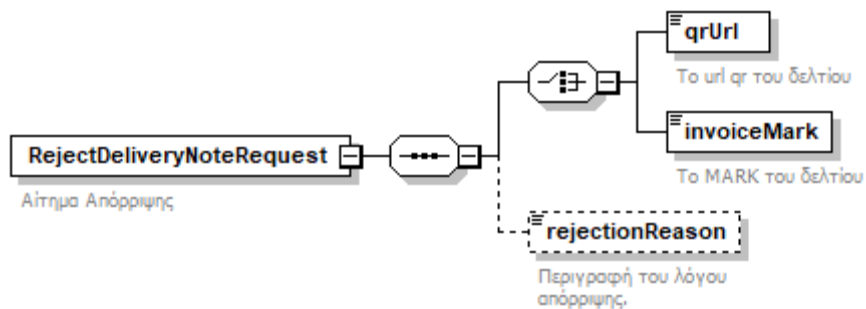 qrUrl
Το url qr του δελτίου
invoiceMark
Το MARK του δελτίου
RejectDeliveryNoteRequest
Αίτημα Απόρριψης
rejectionReason
Περιγραφή του λόγου
απόρριψης.